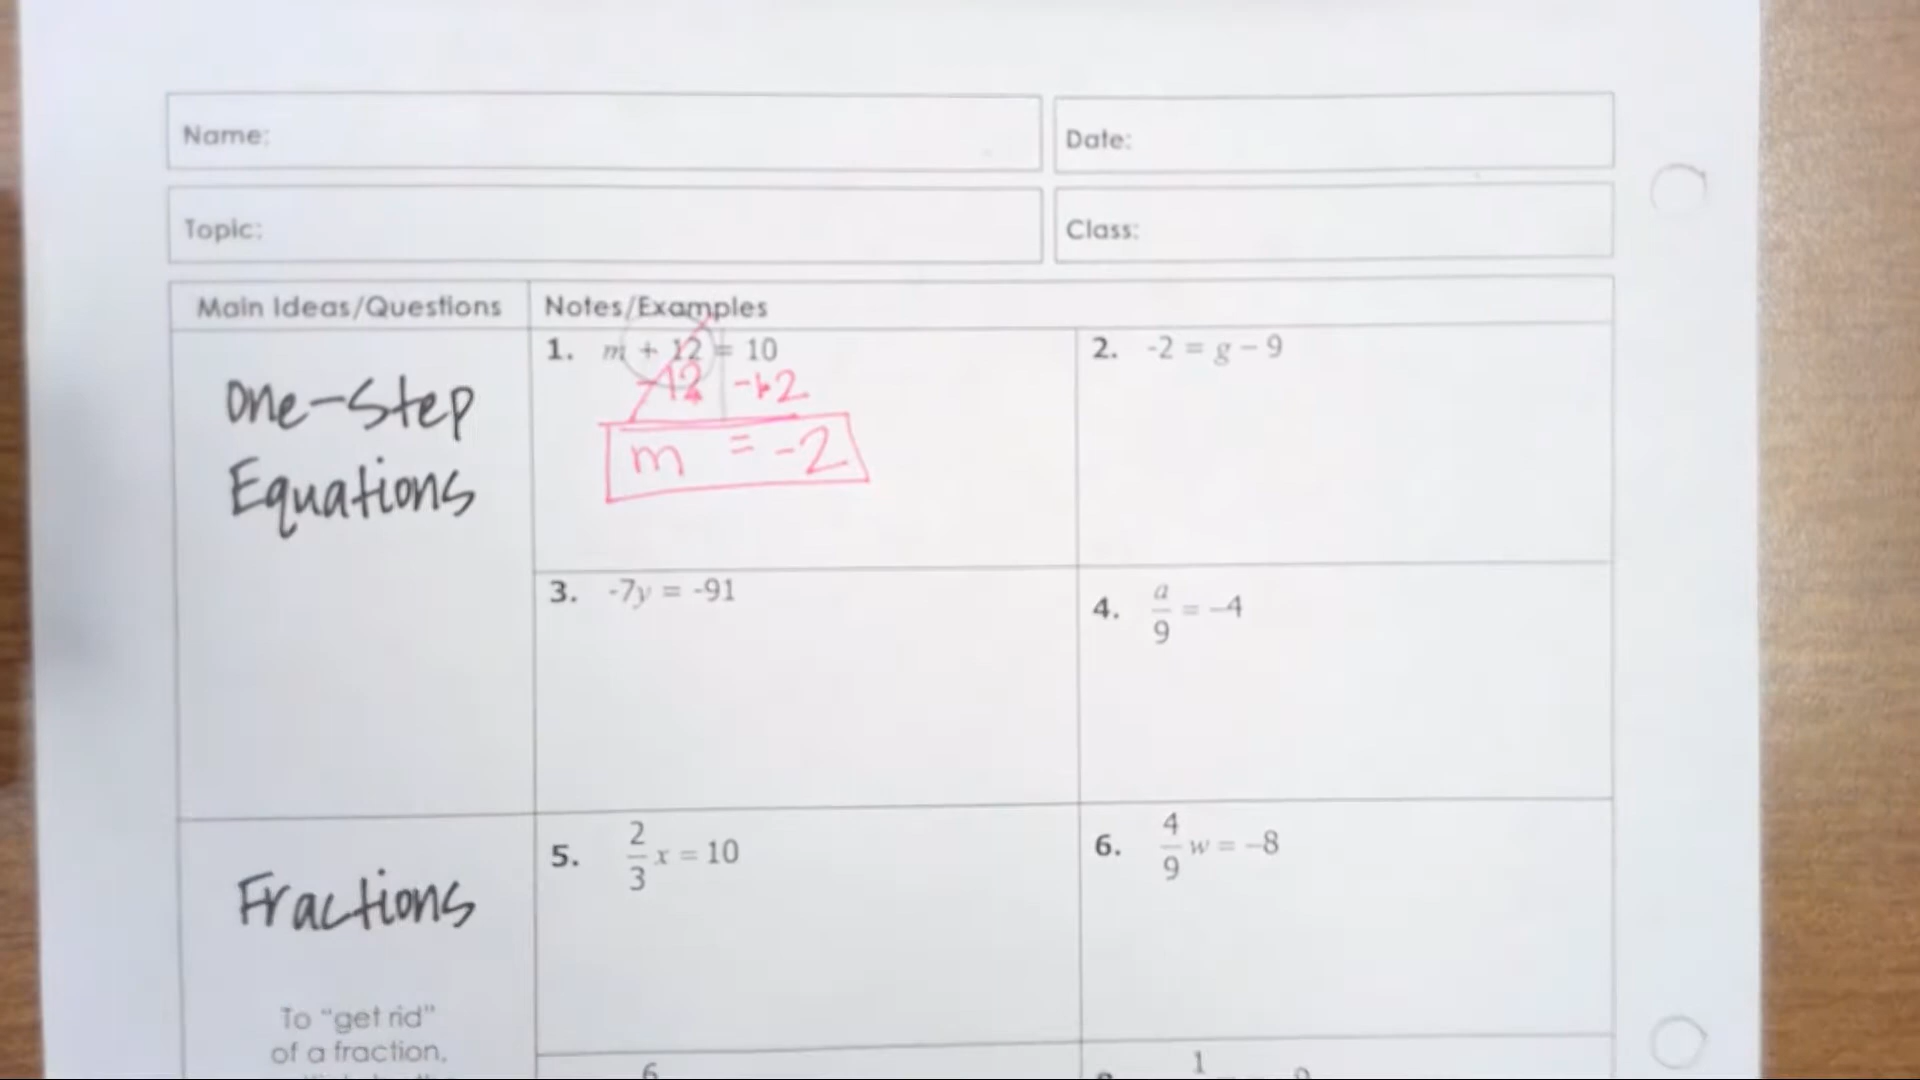 Name:
Date:
Topic:
Class:
Main Ideas/Questions
Notes/Examples
One-Step
Equations
1. m + 12 = 10
-12 -12
m = -2
2. -2 = g – 9
3. -7y = -91
4. a/9 = –4
Fractions
5. 2/3 x = 10
6. 4/9 w = –8
To “get rid”
of a fraction,
6
1